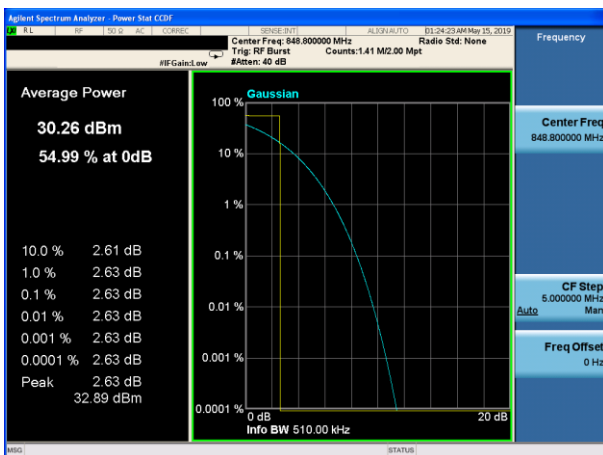 Agilent Spectrum Analyzer - Power Stat CCDF
RL RF 50 Ω AC CORREC SENSE:INT ALIGN AUTO 01:24:23 AM May 15, 2019
Center Freq: 848.800000 MHz Radio Std: None
Trig: RF Burst Counts:1.41 M/2.00 Mpt
#IFGain:Low #Atten: 40 dB
Frequency
Average Power
30.26 dBm
54.99 % at 0dB
10.0 % 2.61 dB
1.0 % 2.63 dB
0.1 % 2.63 dB
0.01 % 2.63 dB
0.001 % 2.63 dB
0.0001 % 2.63 dB
Peak 2.63 dB
32.89 dBm
Gaussian
100 %
10 %
1 %
0.1 %
0.01 %
0.001 %
0.0001 %
0 dB 20 dB
Info BW 510.00 kHz
Center Freq
848.800000 MHz
CF Step
5.000000 MHz
Auto Man
Freq Offset
0 Hz
MSG STATUS